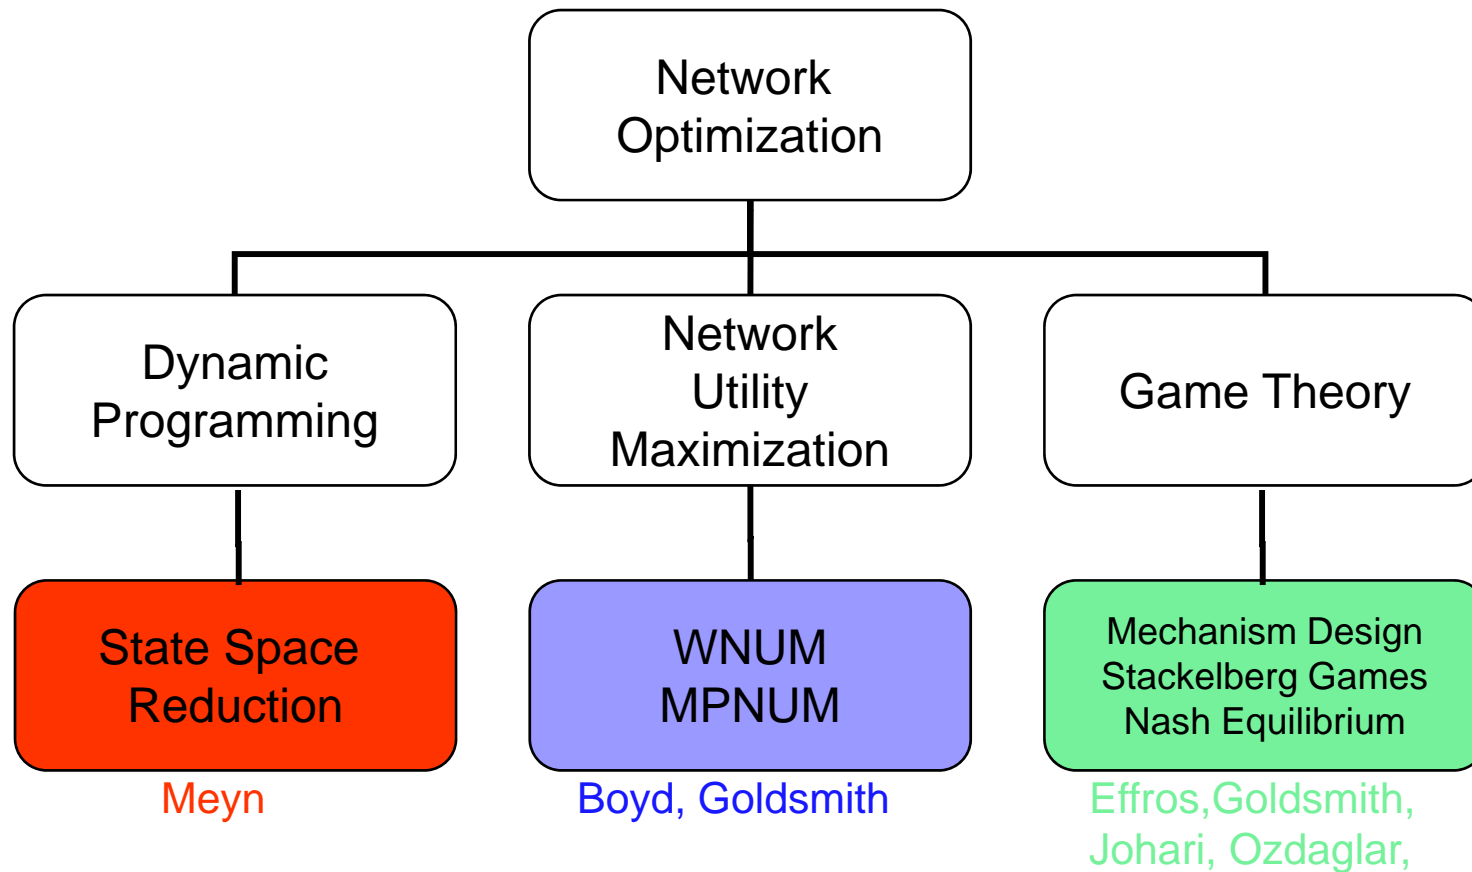 Network
Optimization
Dynamic
Programming
Network
Utility
Maximization
Game Theory
State Space
Reduction
WNUM
MPNUM
Mechanism Design
Stackelberg Games
Nash Equilibrium
Meyn
Boyd, Goldsmith
Effros,Goldsmith,
Johari, Ozdaglar,